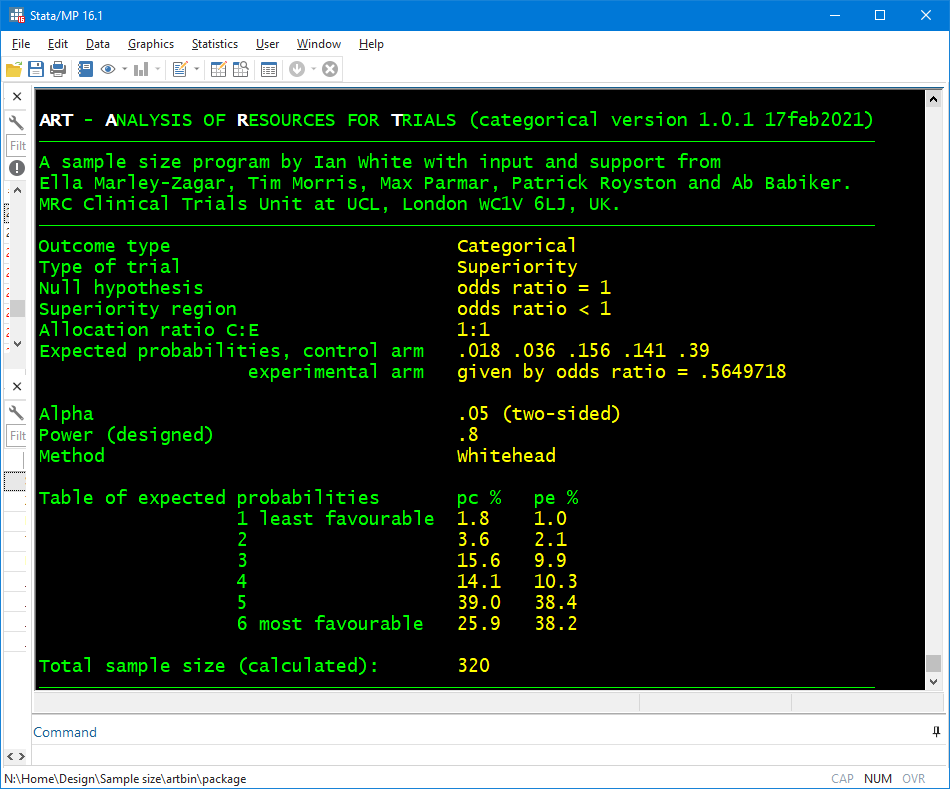 Stata/MP 16.1
File Edit Data Graphics Statistics User Window Help
ART - ANALYSIS OF RESOURCES FOR TRIALS (categorical version 1.0.1 17feb2021)
Filt
A sample size program by Ian White with input and support from
Ella Marley-Zagar, Tim Morris, Max Parmar, Patrick Royston and Ab Babiker.
MRC Clinical Trials Unit at UCL, London WC1V 6LJ, UK.
Outcome type Categorical
Type of trial Superiority
Null hypothesis odds ratio = 1
Superiority region odds ratio < 1
Allocation ratio C:E 1:1
Expected probabilities, control arm .018 .036 .156 .141 .39
experimental arm given by odds ratio = .5649718
Alpha .05 (two-sided)
Filt
Power (designed) .8
Method Whitehead
Table of expected probabilities pc % pe %
1 least favourable 1.8 1.0
2 3.6 2.1
3 15.6 9.9
4 14.1 10.3
5 39.0 38.4
6 most favourable 25.9 38.2
Total sample size (calculated): 320
Command
N:\Home\Design\Sample size\artbin\package CAP NUM OVR